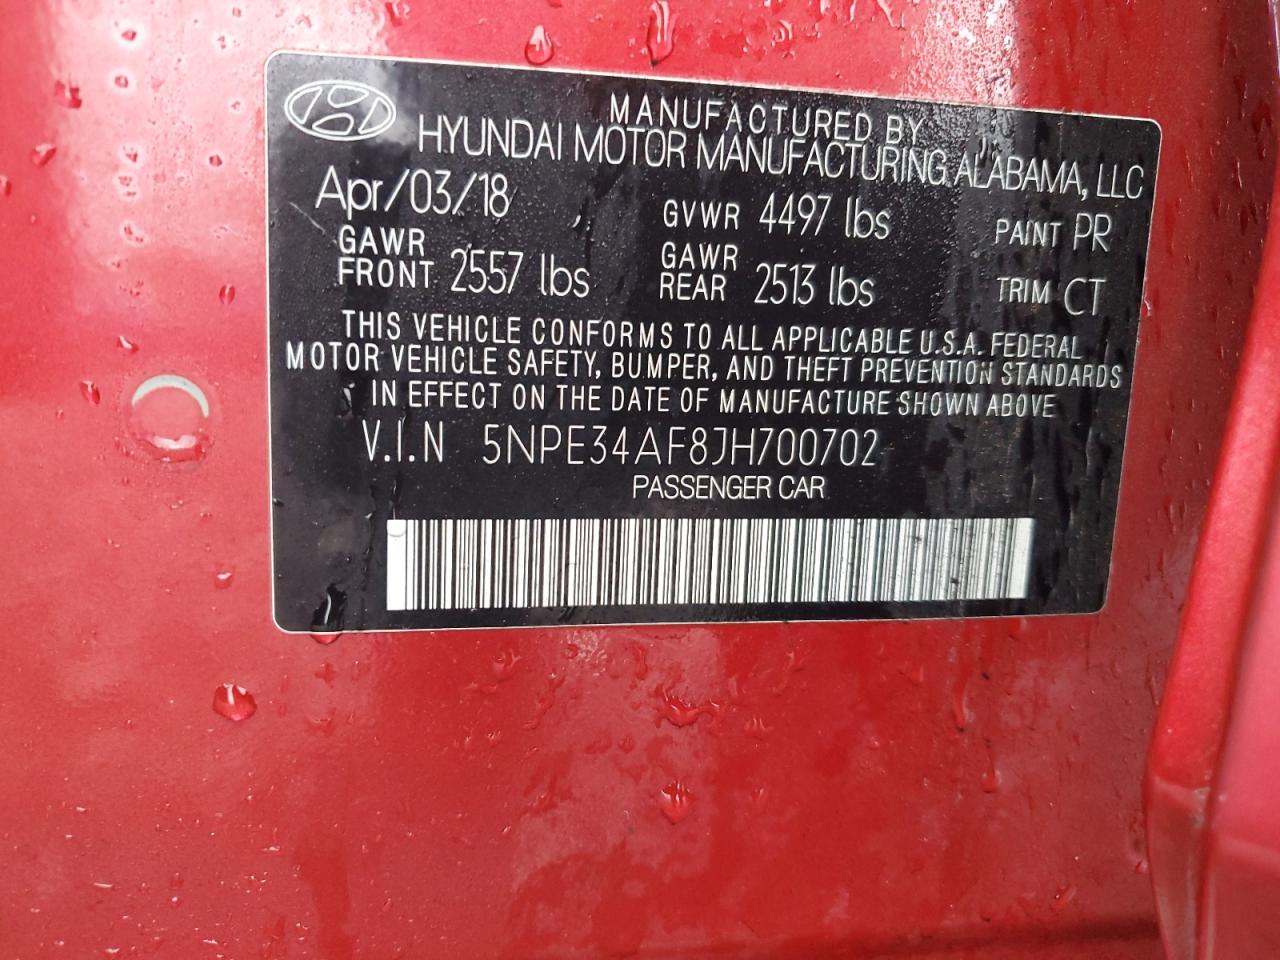 MANUFACTURED BY
HYUNDAI MOTOR MANUFACTURING ALABAMA, LLC
Apr/03/18 GVWR 4497 lbs PAINT PR
GAWR FRONT 2557 lbs GAWR REAR 2513 lbs TRIM CT
THIS VEHICLE CONFORMS TO ALL APPLICABLE U.S.A. FEDERAL
MOTOR VEHICLE SAFETY, BUMPER, AND THEFT PREVENTION STANDARDS
IN EFFECT ON THE DATE OF MANUFACTURE SHOWN ABOVE
V.I.N 5NPE34AF8JH700702
PASSENGER CAR